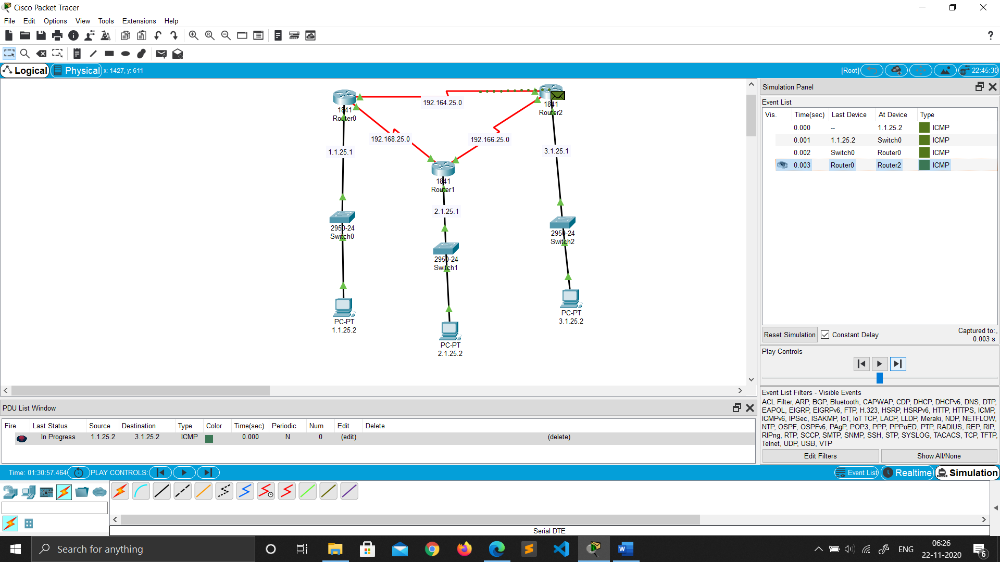 Cisco Packet Tracer
File Edit Options View Tools Extensions Help
Logical Physical x: 1427, y: 611 [Root] 22:45:30
192.164.25.0
1841
Router0
1841
Router2
192.168.25.0
192.166.25.0
1.1.25.1
3.1.25.1
1841
Router1
2.1.25.1
2950-24
Switch0
2950-24
Switch2
2950-24
Switch1
PC-PT
1.1.25.2
PC-PT
3.1.25.2
PC-PT
2.1.25.2
Simulation Panel
Event List
Vis. Time(sec) Last Device At Device Type
0.000 -- 1.1.25.2 ICMP
0.001 1.1.25.2 Switch0 ICMP
0.002 Switch0 Router0 ICMP
0.003 Router0 Router2 ICMP
Reset Simulation Constant Delay Captured to:
0.003 s
Play Controls
Event List Filters - Visible Events
ACL Filter, ARP, BGP, Bluetooth, CAPWAP, CDP, DHCP, DHCPv6, DNS, DTP,
EAPOL, EIGRP, EIGRPv6, FTP, H.323, HSRP, HSRPv6, HTTP, HTTPS, ICMP,
ICMPv6, IPSec, ISAKMP, IoT, IoT TCP, LACP, LLDP, Meraki, NDP, NETFLOW,
NTP, OSPF, OSPFv6, PAgP, POP3, PPP, PPPoED, PTP, RADIUS, REP, RIP,
RIPng, RTP, SCCP, SMTP, SNMP, SSH, STP, SYSLOG, TACACS, TCP, TFTP,
Telnet, UDP, USB, VTP
Edit Filters Show All/None
PDU List Window
Fire Last Status Source Destination Type Color Time(sec) Periodic Num Edit Delete
In Progress 1.1.25.2 3.1.25.2 ICMP 0.000 N 0 (edit) (delete)
Time: 01:30:57.464 PLAY CONTROLS: Event List Realtime Simulation
Serial DTE
Search for anything
ENG
06:26
22-11-2020
6